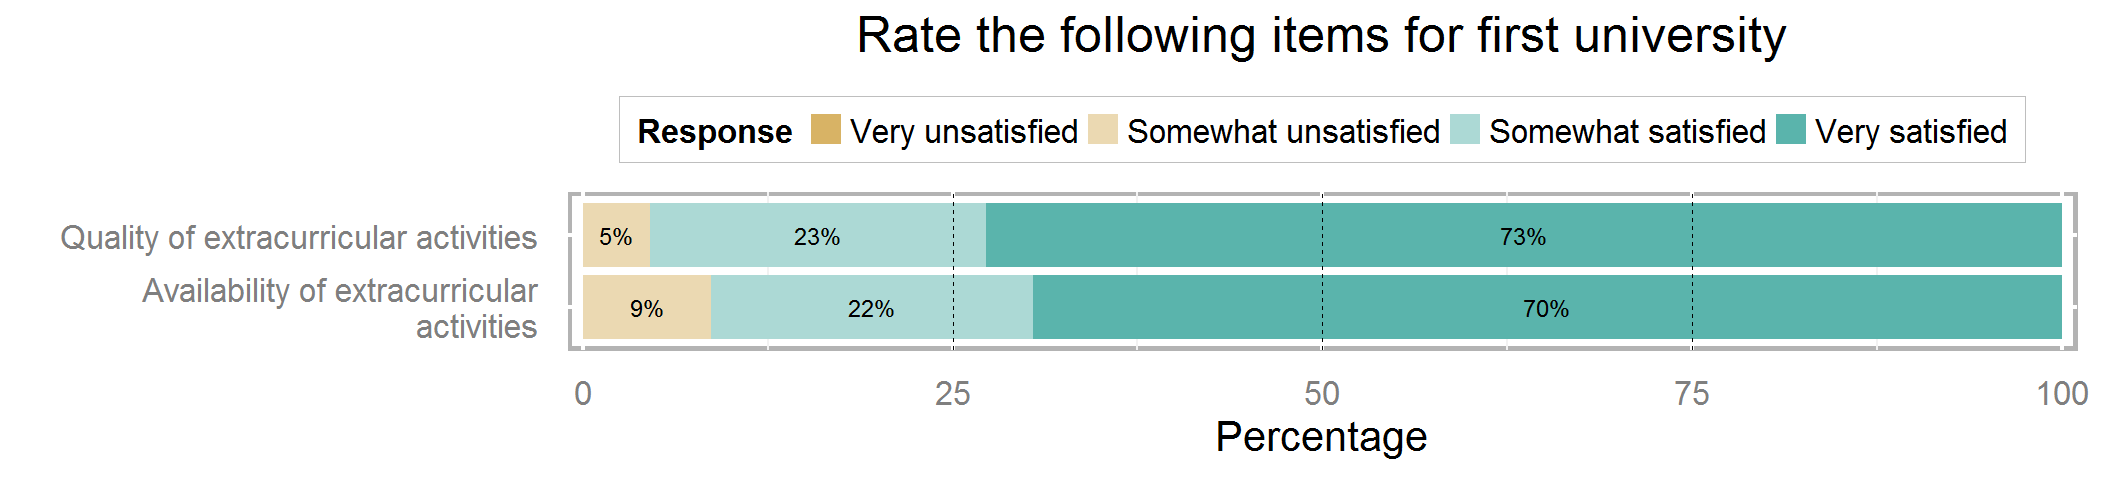 Rate the following items for first university
Response Very unsatisfied Somewhat unsatisfied Somewhat satisfied Very satisfied
Quality of extracurricular activities 5% 23% 73%
Availability of extracurricular
activities 9% 22% 70%
0 25 50 75 100
Percentage